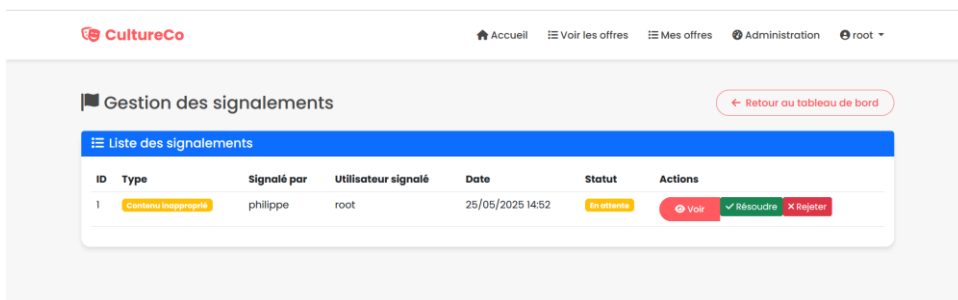 CultureCo
Accueil Voir les offres Mes offres Administration root
Gestion des signalements
Retour au tableau de bord
Liste des signalements
ID Type Signalé par Utilisateur signalé Date Statut Actions
1 Contenu inapproprié philippe root 25/05/2025 14:52 En attente Voir Résoudre Rejeter